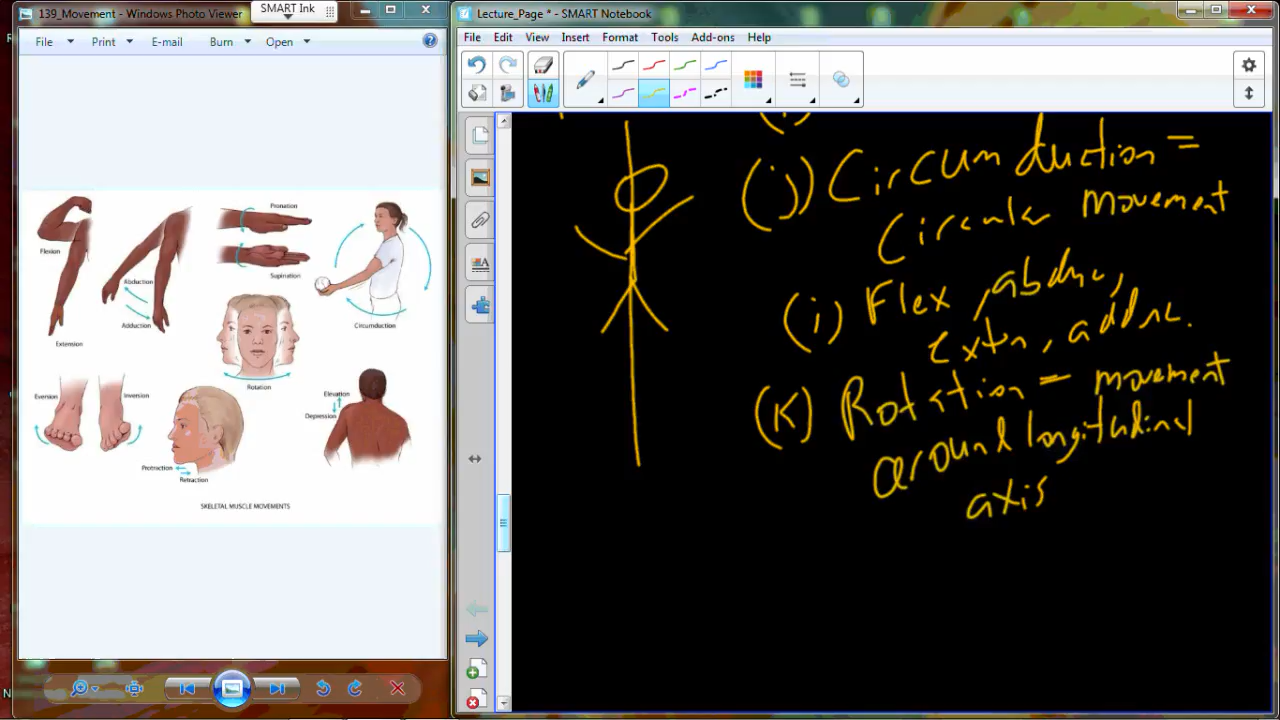 139_Movement - Windows Photo Viewer
SMART Ink
File Print E-mail Burn Open
Pronation
Flexion
Supination
Abduction
Adduction
Circumduction
Extension
Rotation
Eversion
Inversion
Elevation
Depression
Protraction
Retraction
SKELETAL MUSCLE MOVEMENTS
Lecture_Page * - SMART Notebook
File Edit View Insert Format Tools Add-ons Help
(j) Circumduction =
Circular movement
(i) Flex, abduc,
extn, adduc.
(K) Rotation = movement
around longitudinal
axis